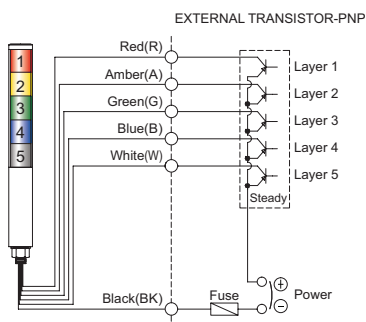 EXTERNAL TRANSISTOR-PNP
Red(R)
1
Layer 1
Amber(A)
2
Layer 2
Green(G)
3
Layer 3
Blue(B)
4
Layer 4
White(W)
5
Layer 5
Steady
+
Power
Black(BK)
Fuse
−